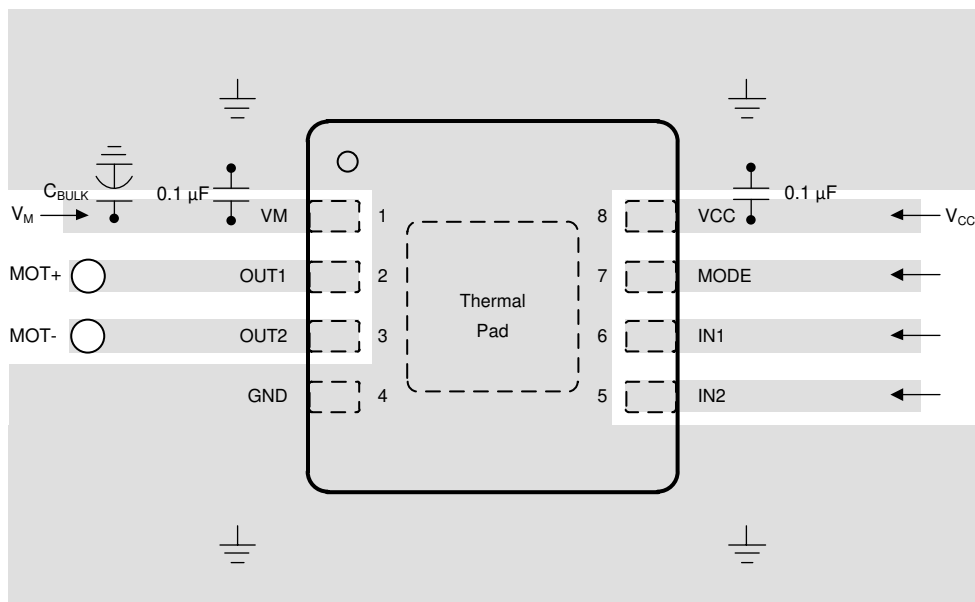 C_BULK
0.1 µF
0.1 µF
V_M
VM
1
8
VCC
V_CC
MOT+
OUT1
2
7
MODE
Thermal
Pad
MOT-
OUT2
3
6
IN1
GND
4
5
IN2